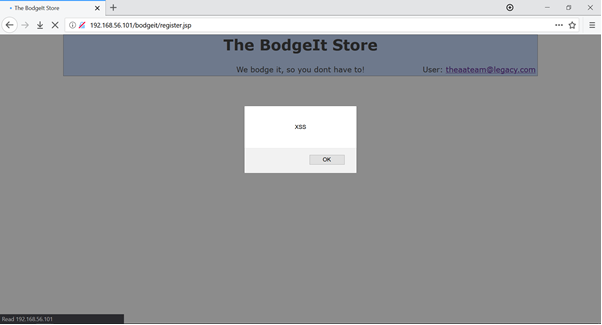 The BodgeIt Store
192.168.56.101/bodgeit/register.jsp
The BodgeIt Store
We bodge it, so you dont have to! User: theaateam@legacy.com
XSS
OK
Read 192.168.56.101